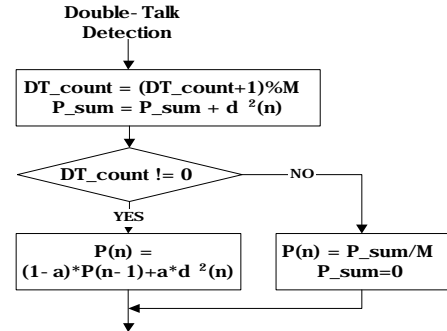 Double-Talk
Detection
DT_count = (DT_count+1)%M
P_sum = P_sum + d ²(n)
DT_count != 0
NO
YES
P(n) =
(1-a)*P(n-1)+a*d ²(n)
P(n) = P_sum/M
P_sum=0